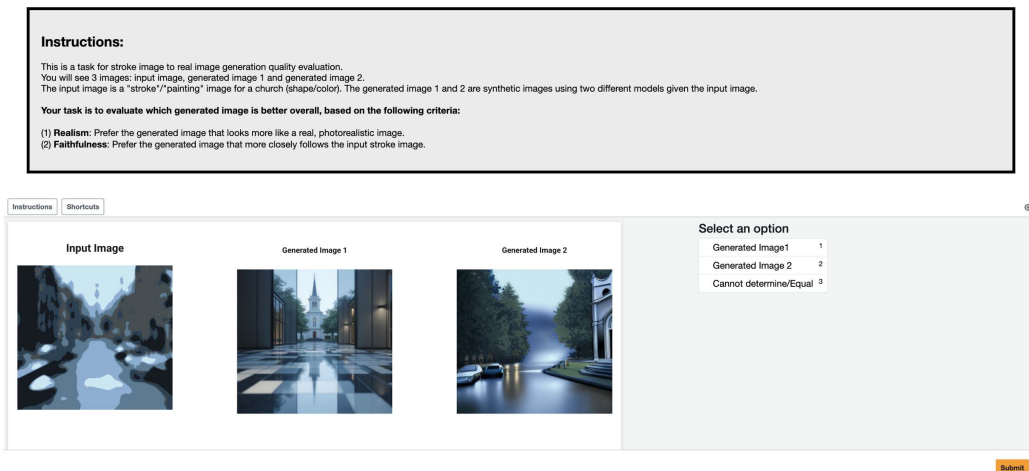 Instructions:
This is a task for stroke image to real image generation quality evaluation.
You will see 3 images: input image, generated image 1 and generated image 2.
The input image is a "stroke"/"painting" image for a church (shape/color). The generated image 1 and 2 are synthetic images using two different models given the input image.
Your task is to evaluate which generated image is better overall, based on the following criteria:
(1) Realism: Prefer the generated image that looks more like a real, photorealistic image.
(2) Faithfulness: Prefer the generated image that more closely follows the input stroke image.
Instructions Shortcuts
Input Image
Generated Image 1
Generated Image 2
Select an option
Generated Image1 1
Generated Image 2 2
Cannot determine/Equal 3
Submit